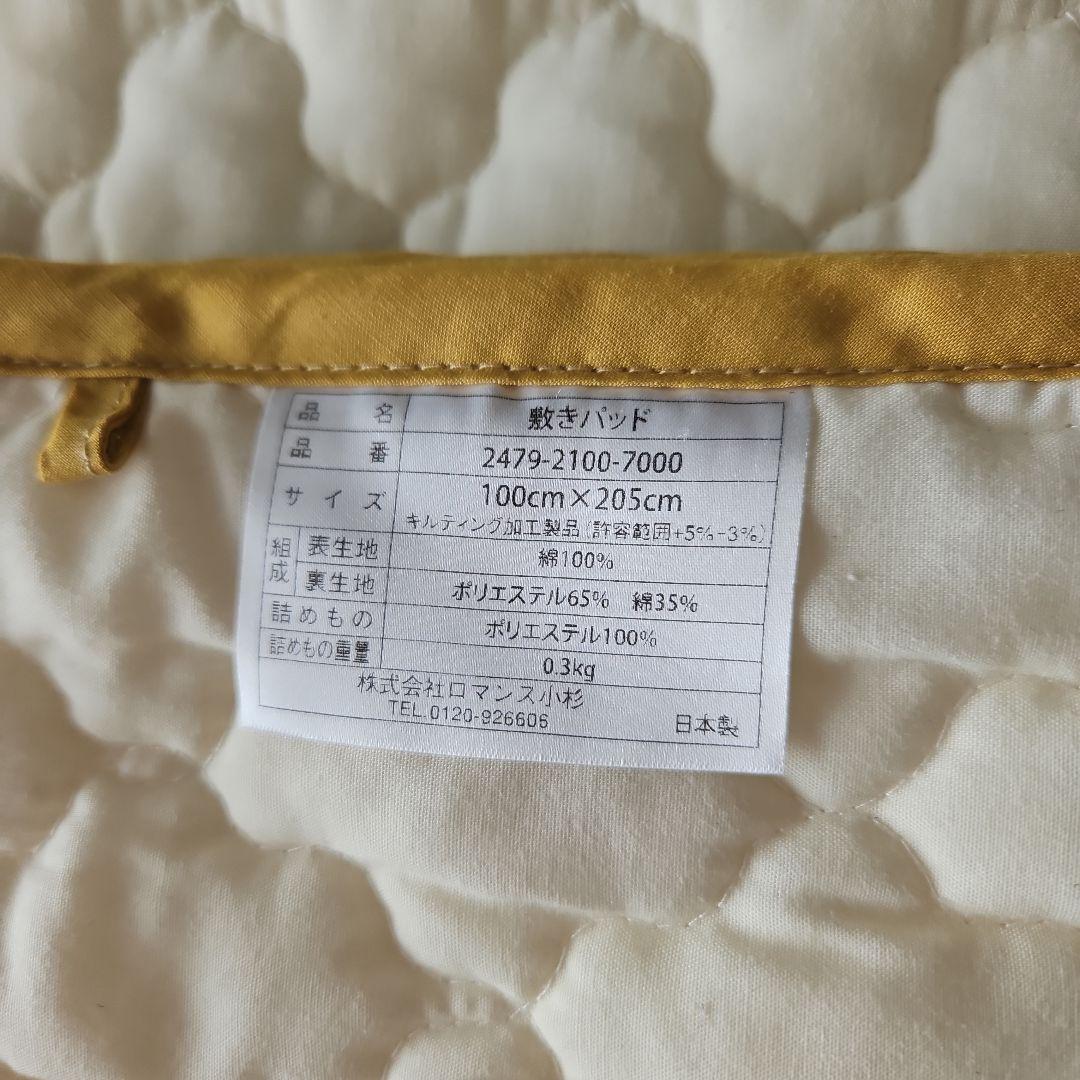 品名 敷きパッド
品番 2479-2100-7000
サイズ 100cm×205cm
キルティング加工製品(許容範囲+5%-3%)
組成 表生地 綿100%
裏生地 ポリエステル65% 綿35%
詰めもの ポリエステル100%
詰めもの重量 0.3kg
株式会社ロマンス小杉
TEL.0120-926606 日本製